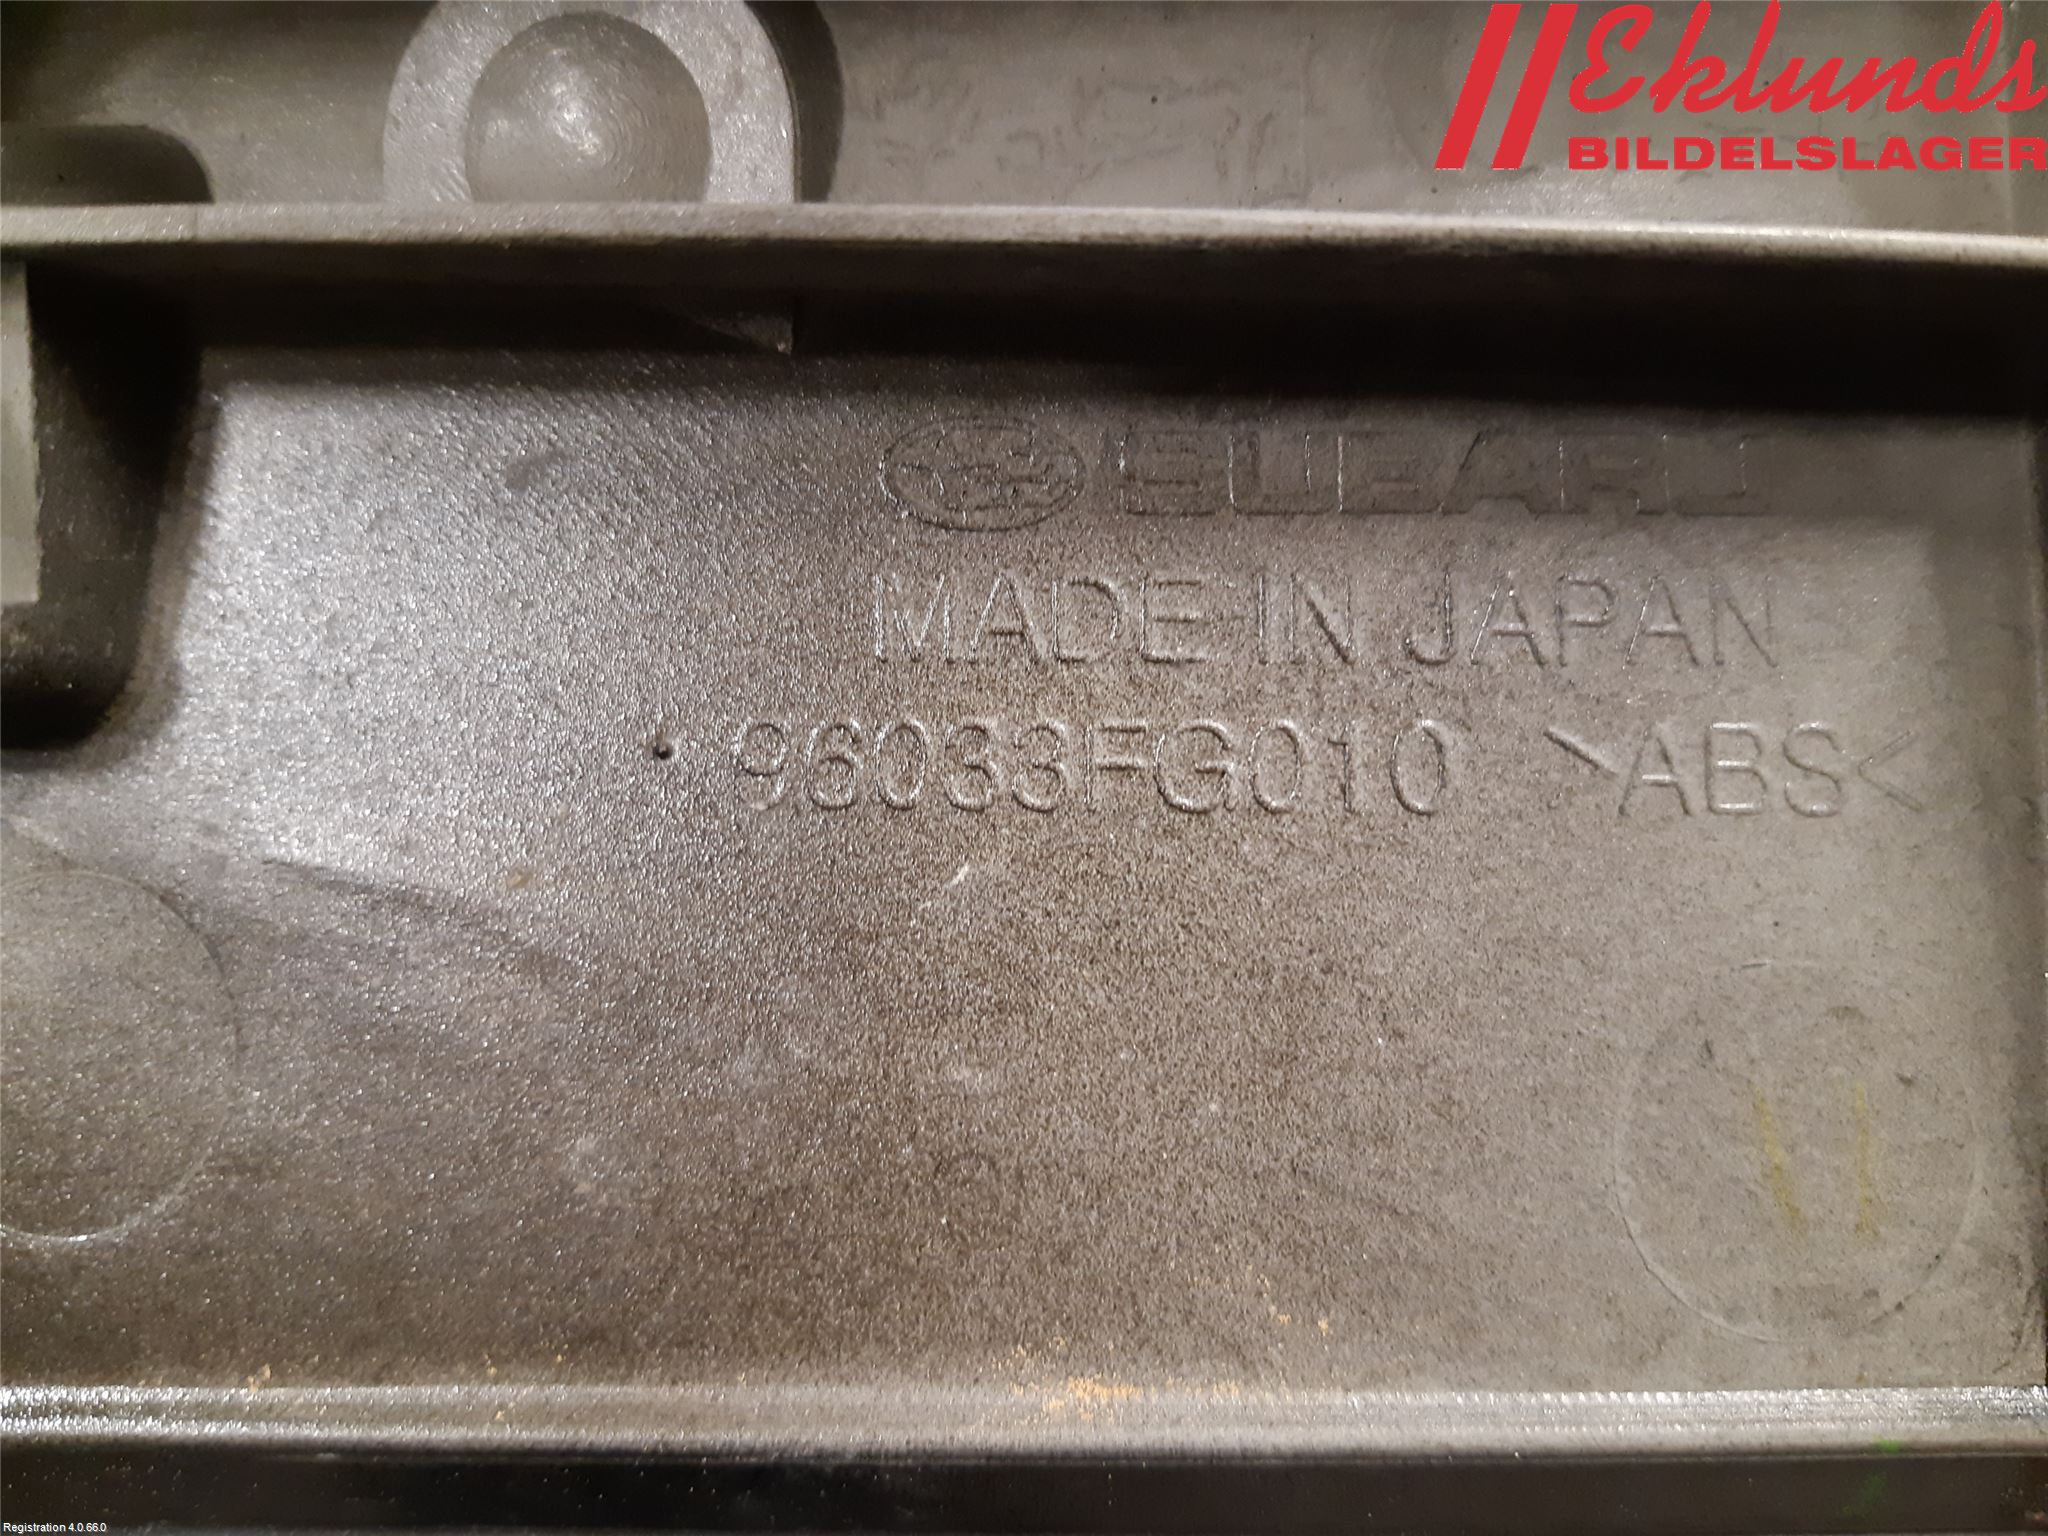 Eklunds
BILDELSLAGER
SUBARU
MADE IN JAPAN
96033FG010 >ABS<
Registration 4.0.66.0